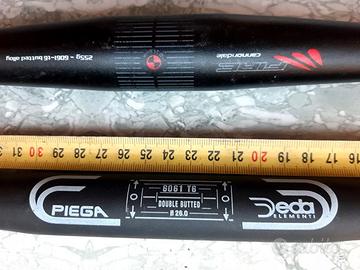 255g - 6061-t6 butted alloy
FIRE
cannondale
30 29 28 27 26 25 24 23 22 21 20 19 18 17 16
PIEGA
6061 T6
DOUBLE BUTTED
Ø 26.0
Deda
ELEMENTI
subito